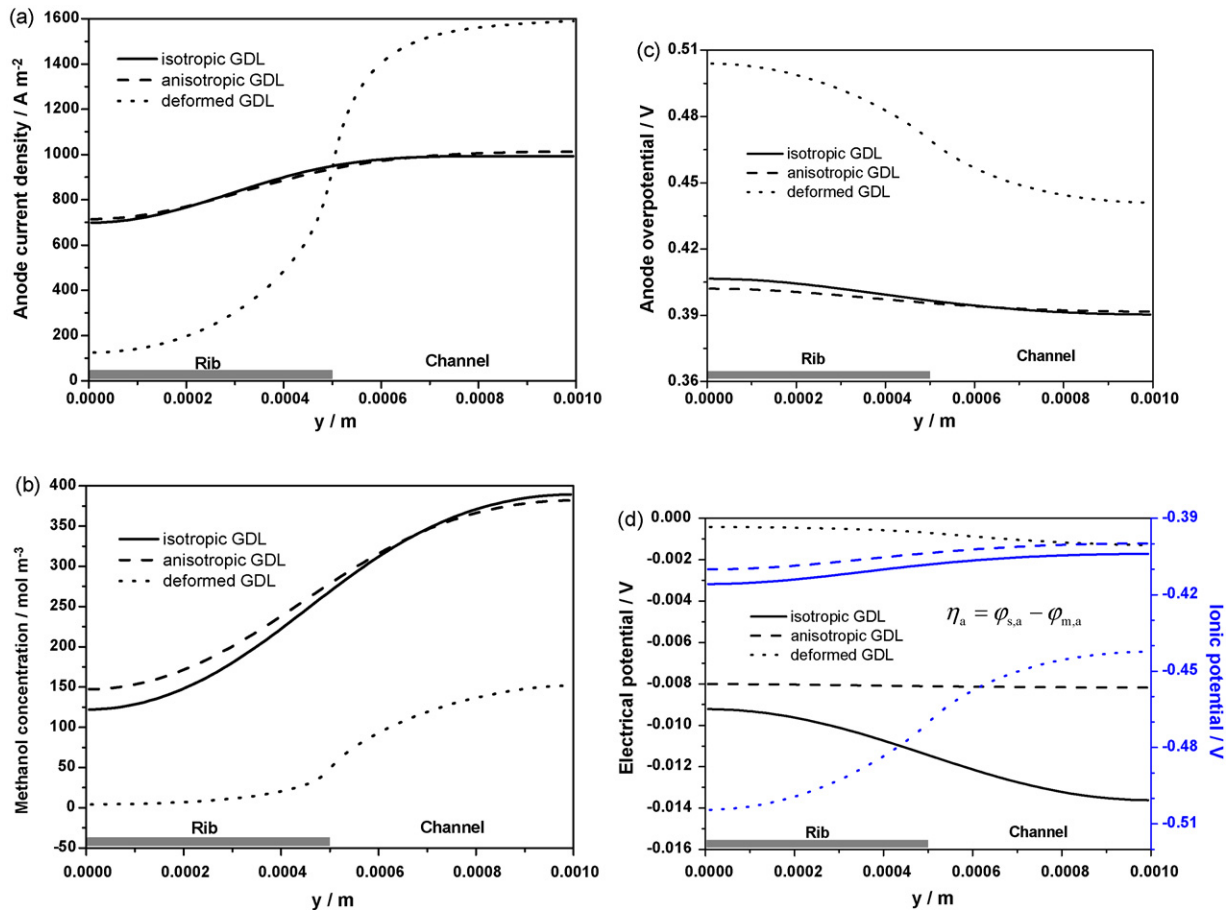 (a)
1600
1400
1200
1000
800
600
400
200
0
Anode current density / A m⁻²
isotropic GDL
anisotropic GDL
deformed GDL
Rib
Channel
0.0000 0.0002 0.0004 0.0006 0.0008 0.0010
y / m
(c)
0.51
0.48
0.45
0.42
0.39
0.36
Anode overpotential / V
isotropic GDL
anisotropic GDL
deformed GDL
Rib
Channel
0.0000 0.0002 0.0004 0.0006 0.0008 0.0010
y / m
(b)
400
350
300
250
200
150
100
50
0
-50
Methanol concentration / mol m⁻³
isotropic GDL
anisotropic GDL
deformed GDL
Rib
Channel
0.0000 0.0002 0.0004 0.0006 0.0008 0.0010
y / m
(d)
0.000
-0.002
-0.004
-0.006
-0.008
-0.010
-0.012
-0.014
-0.016
Electrical potential / V
isotropic GDL
anisotropic GDL
deformed GDL
ηₐ = φs,a − φm,a
-0.39
-0.42
-0.45
-0.48
-0.51
Ionic potential / V
Rib
Channel
0.0000 0.0002 0.0004 0.0006 0.0008 0.0010
y / m